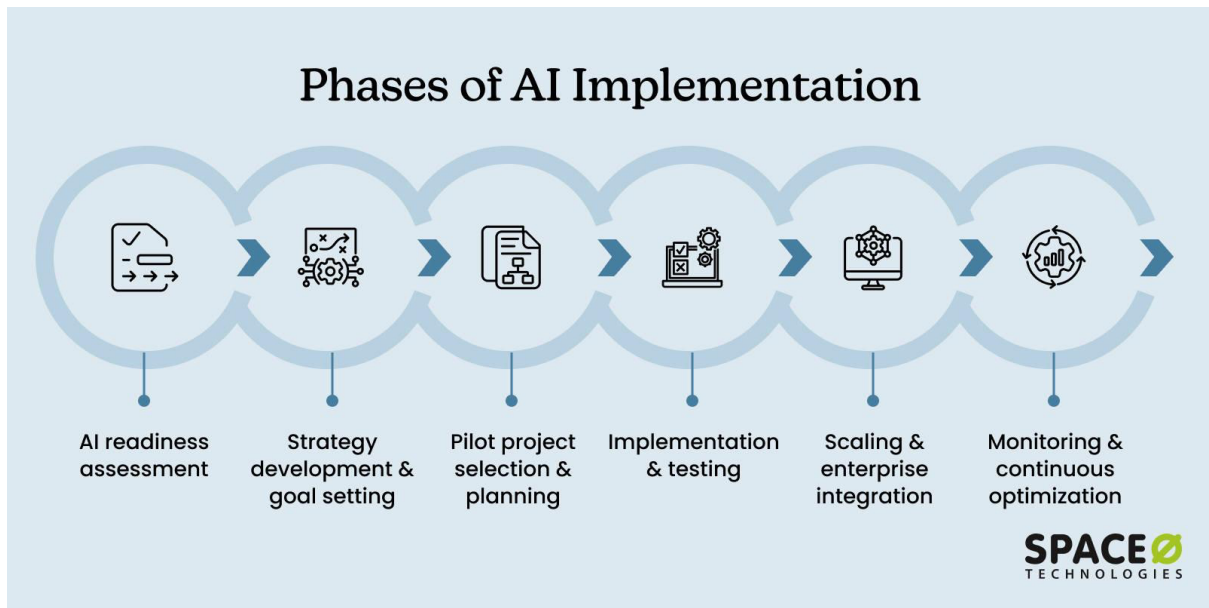 Phases of AI Implementation
AI readiness
assessment
Strategy
development &
goal setting
Pilot project
selection &
planning
Implementation
& testing
Scaling &
enterprise
integration
Monitoring &
continuous
optimization
SPACEO
TECHNOLOGIES